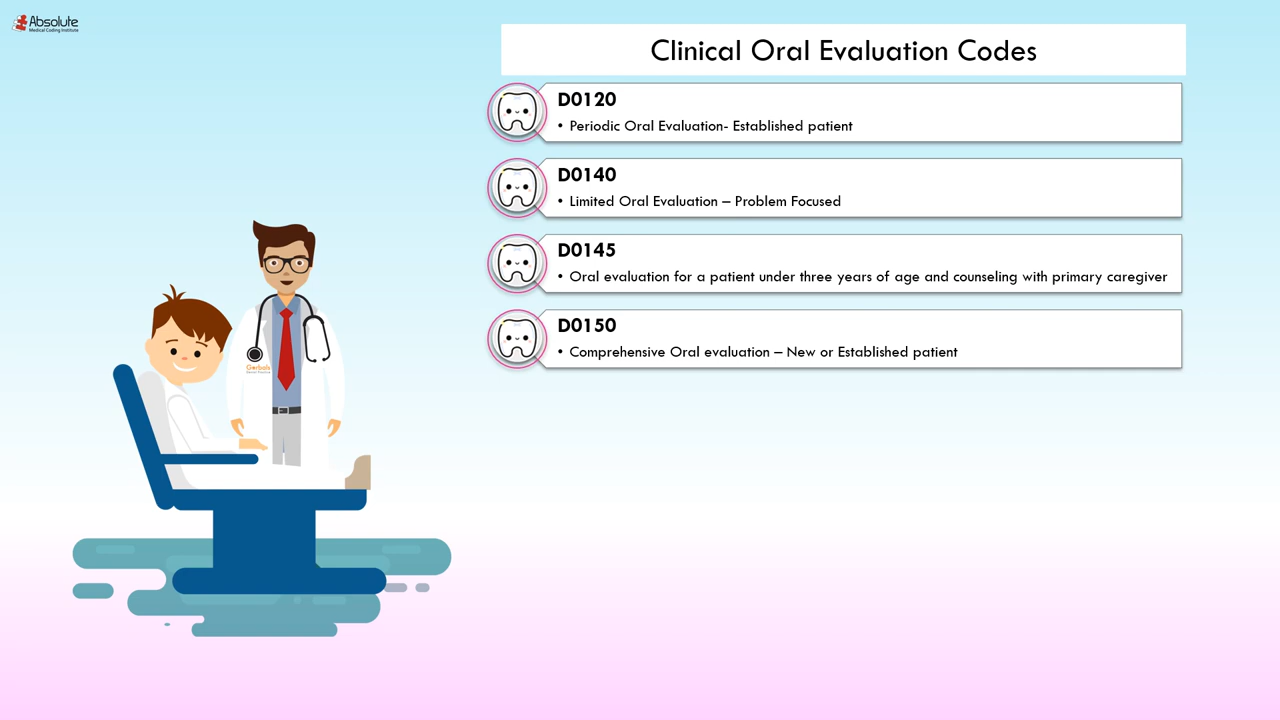 Absolute
Medical Coding Institute
Clinical Oral Evaluation Codes
D0120
• Periodic Oral Evaluation- Established patient
D0140
• Limited Oral Evaluation – Problem Focused
D0145
• Oral evaluation for a patient under three years of age and counseling with primary caregiver
D0150
• Comprehensive Oral evaluation – New or Established patient
Gorbals